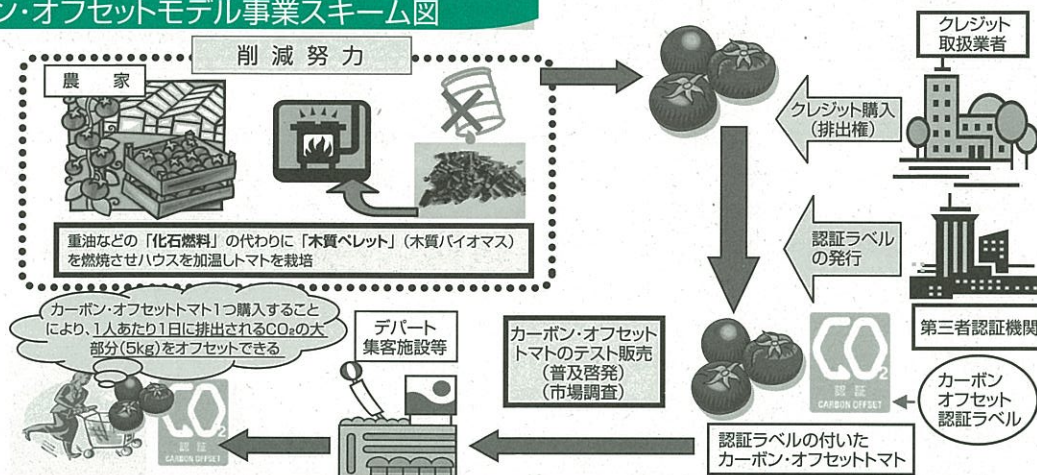 ン・オフセットモデル事業スキーム図
削減努力
農　家
重油などの「化石燃料」の代わりに「木質ペレット」(木質バイオマス)
を燃焼させハウスを加温しトマトを栽培
クレジット
取扱業者
クレジット購入
(排出権)
認証ラベル
の発行
第三者認証機関
カーボン・オフセットトマト1つ購入すること
により、1人あたり1日に排出されるCO₂の大
部分(5kg)をオフセットできる
デパート
集客施設等
カーボン・オフセット
トマトのテスト販売
(普及啓発)
(市場調査)
カーボン
オフセット
認証ラベル
認証ラベルの付いた
カーボン・オフセットトマト
CO₂
認証
CARBON OFFSET
CO₂
認証
CARBON OFFSET